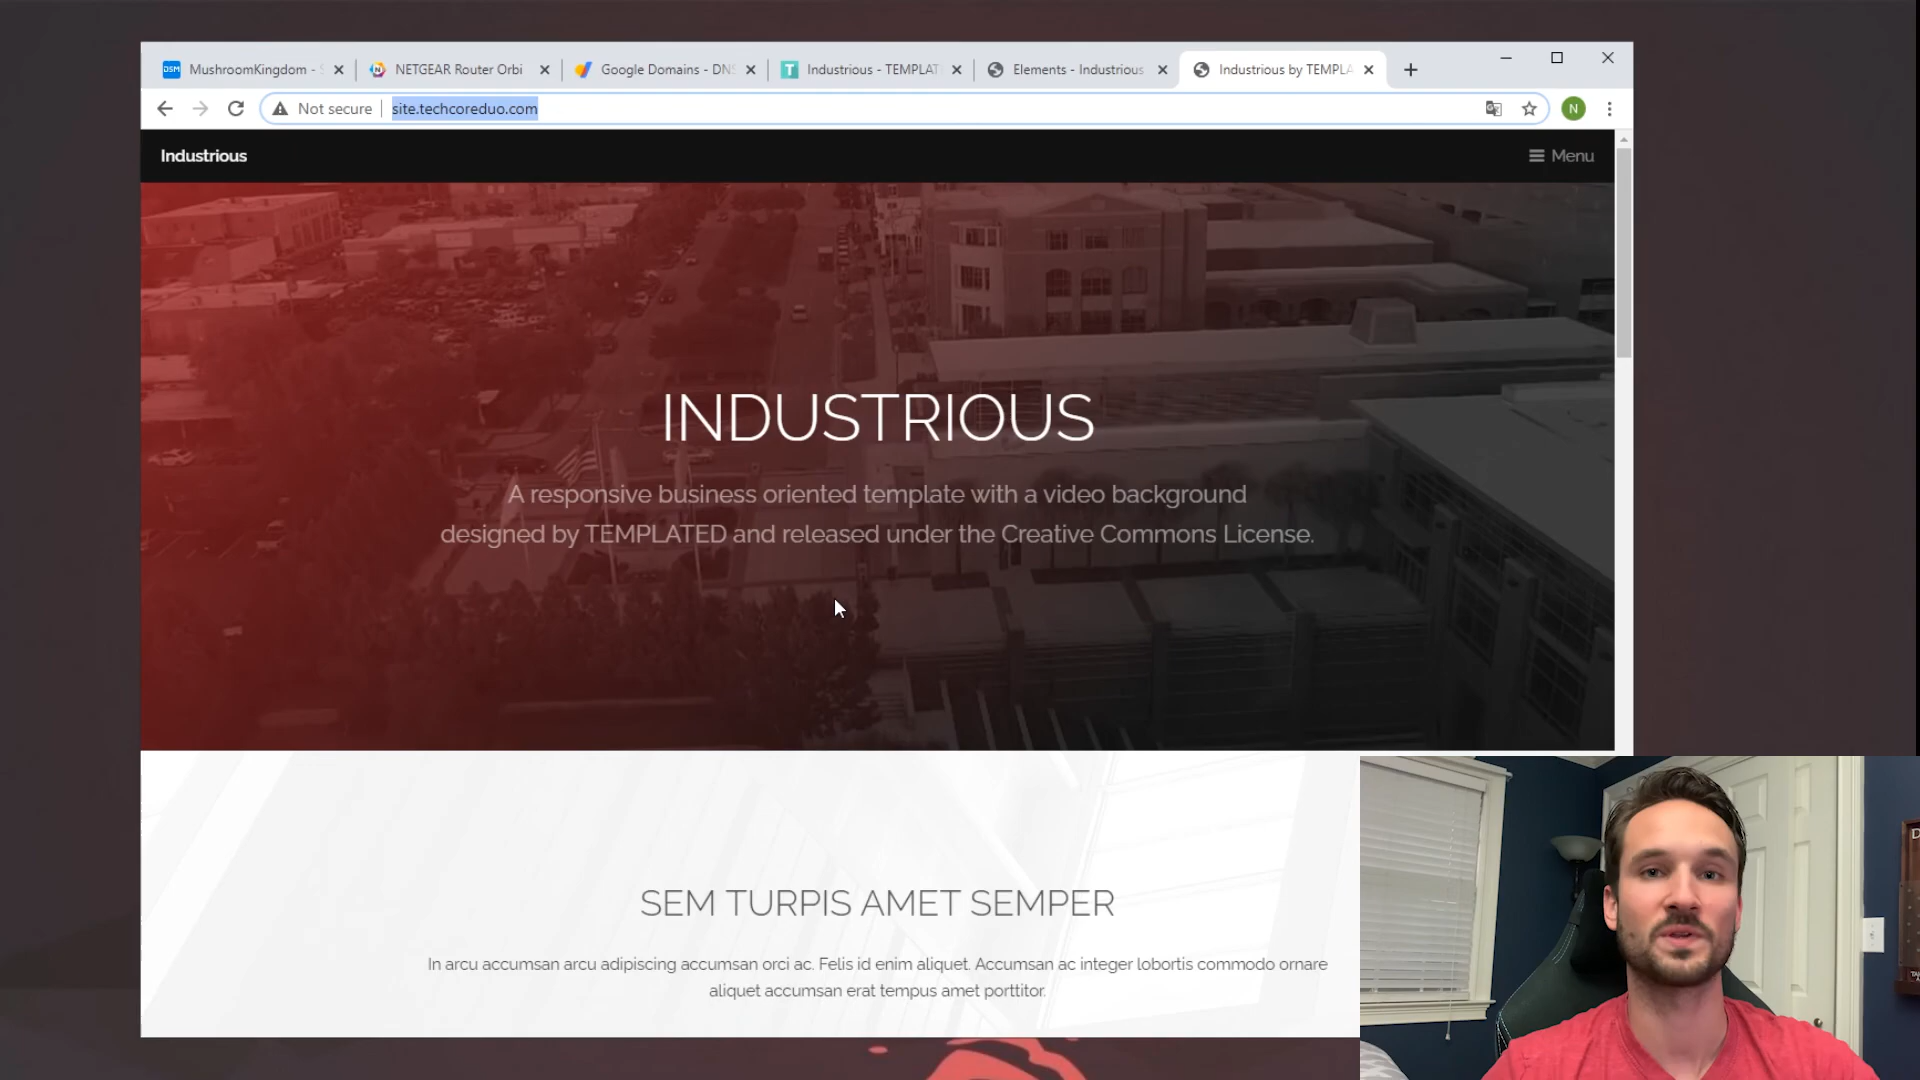 MushroomKingdom -
NETGEAR Router Orbi
Google Domains - DNS
Industrious - TEMPLAT
Elements - Industrious
Industrious by TEMPLA
Not secure
site.techcoreduo.com
N
Industrious
Menu
INDUSTRIOUS
A responsive business oriented template with a video background
designed by TEMPLATED and released under the Creative Commons License.
SEM TURPIS AMET SEMPER
In arcu accumsan arcu adipiscing accumsan orci ac. Felis id enim aliquet. Accumsan ac integer lobortis commodo ornare
aliquet accumsan erat tempus amet porttitor.